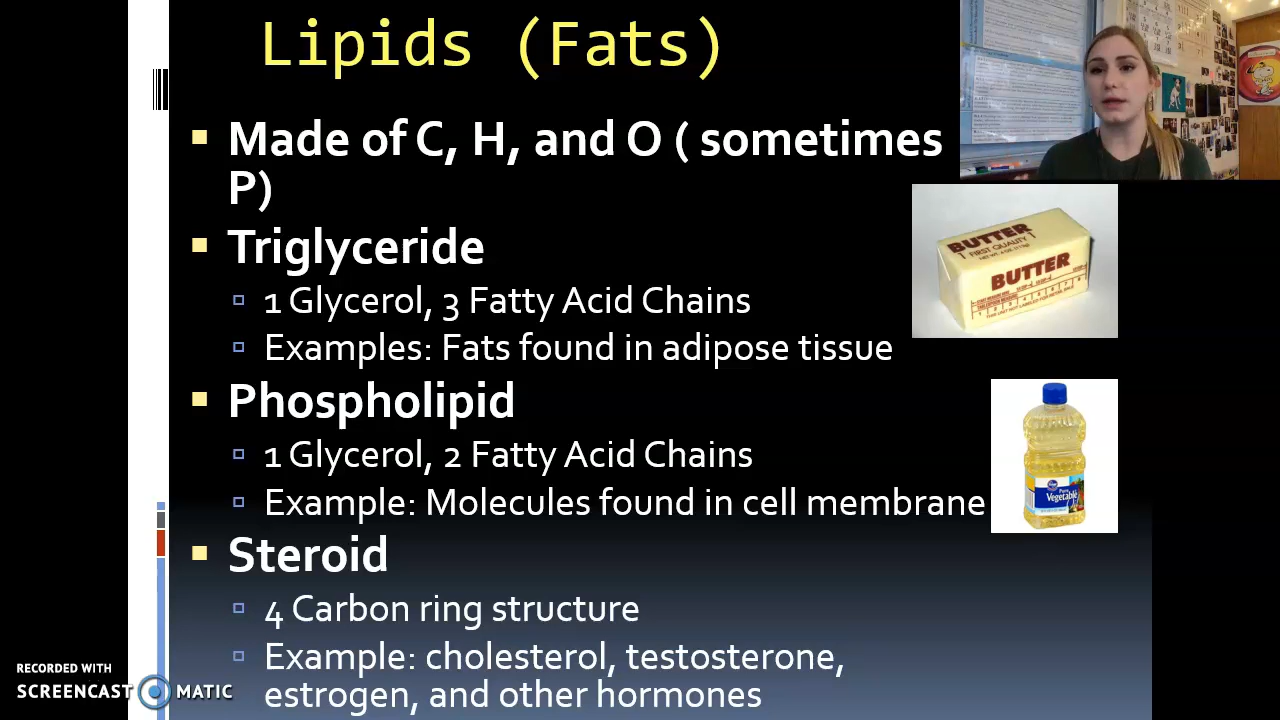 Lipids (Fats)
Made of C, H, and O ( sometimes
P)
Triglyceride
1 Glycerol, 3 Fatty Acid Chains
Examples: Fats found in adipose tissue
Phospholipid
1 Glycerol, 2 Fatty Acid Chains
Example: Molecules found in cell membrane
Steroid
4 Carbon ring structure
Example: cholesterol, testosterone,
estrogen, and other hormones
BUTTER
FIRST QUALITY
BUTTER
Vegetable
RECORDED WITH
SCREENCAST MATIC